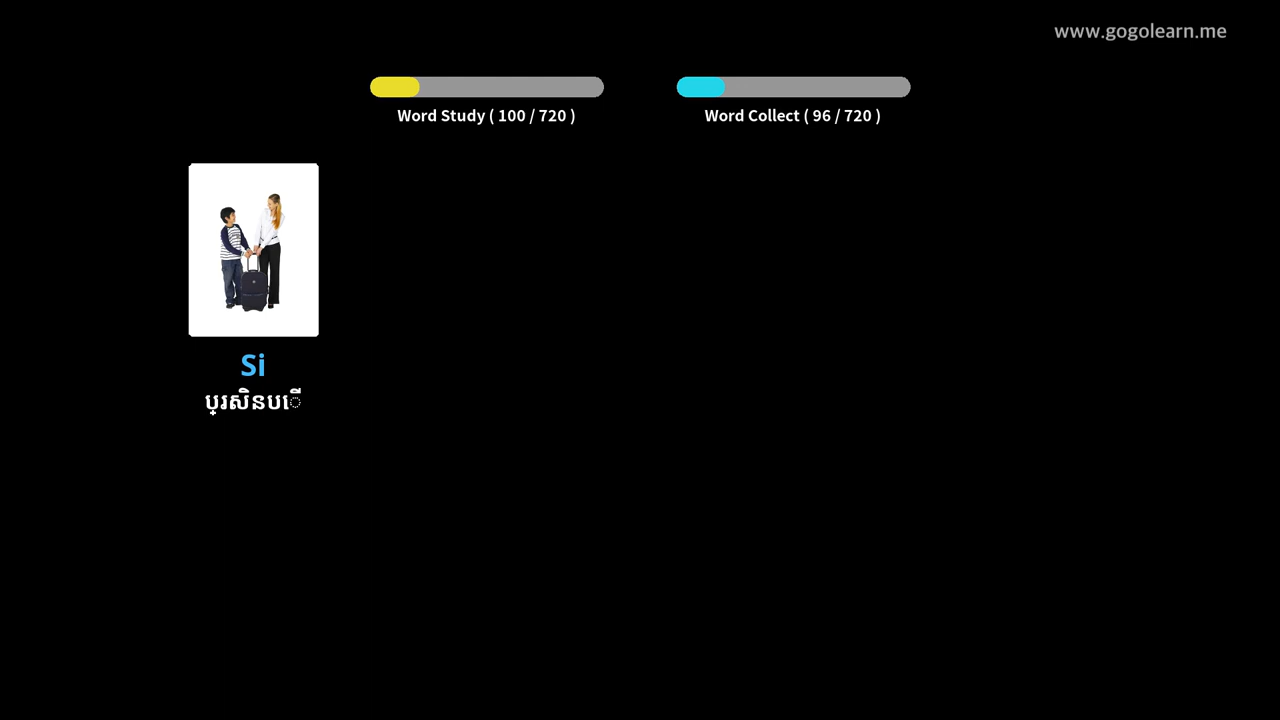 www.gogolearn.me
Word Study ( 100 / 720 )
Word Collect ( 96 / 720 )
Si
ប្រសិនបើ